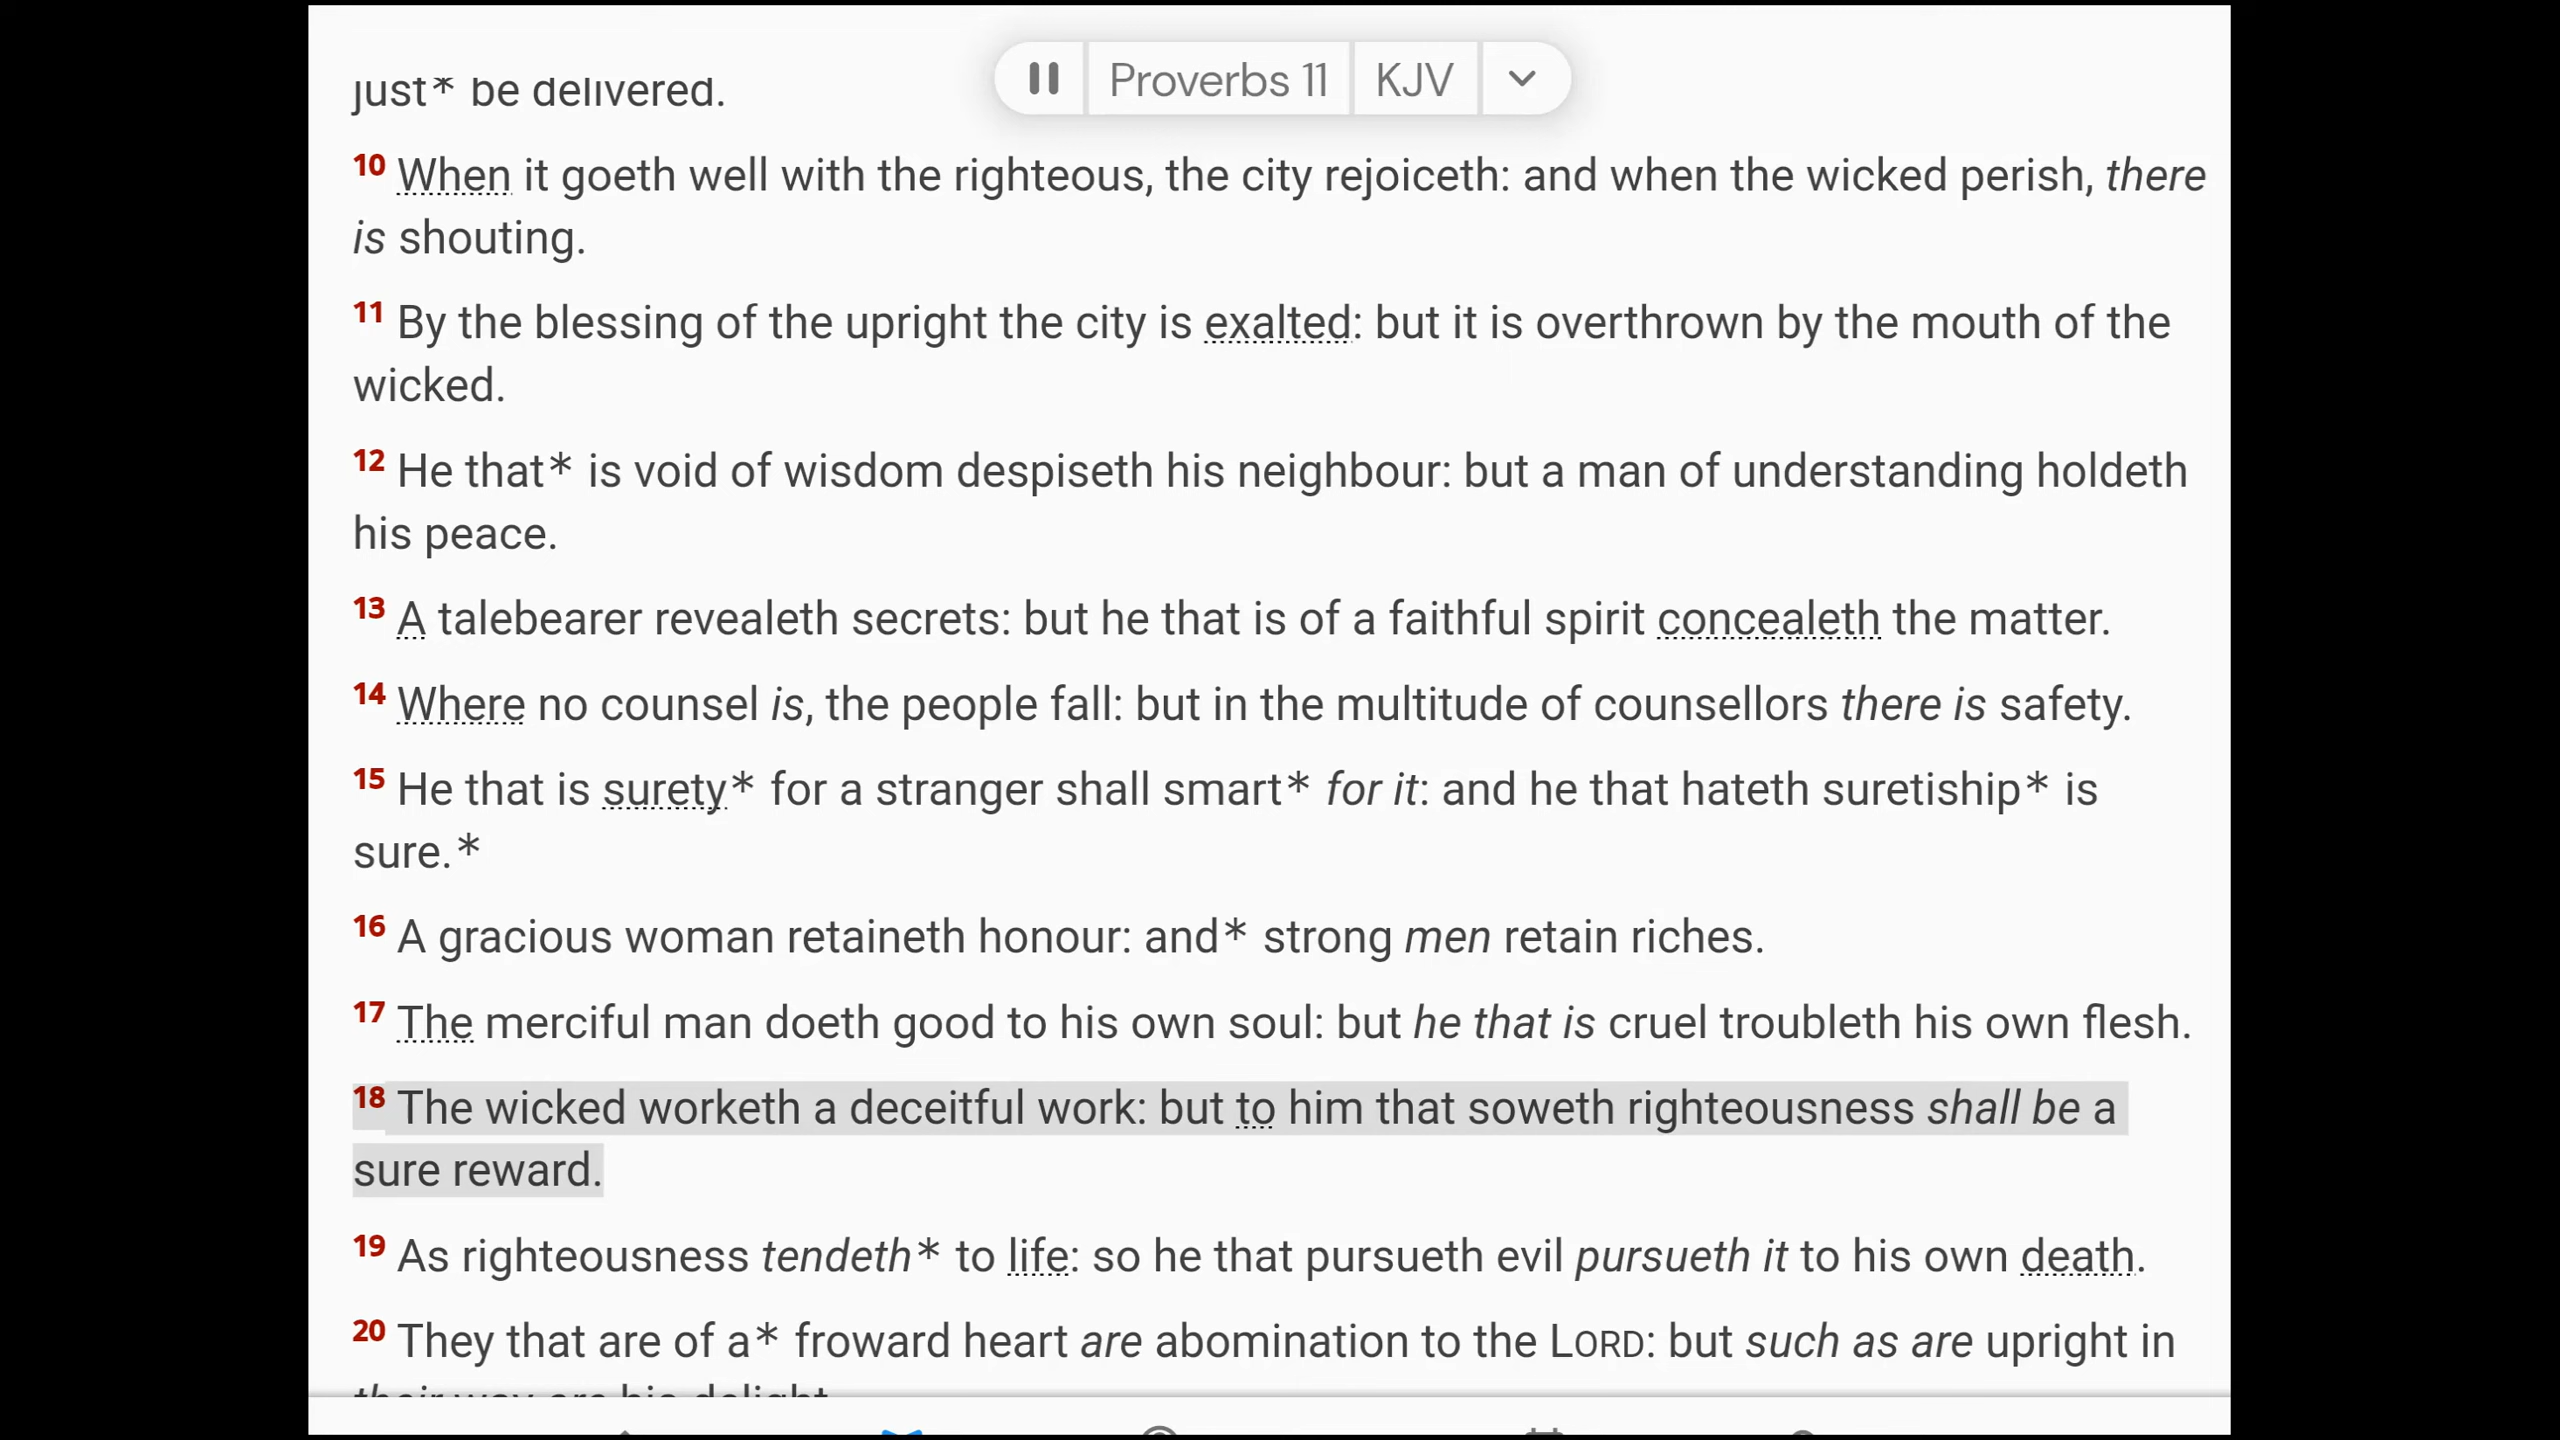 Proverbs 11 KJV
just* be delivered.
10 When it goeth well with the righteous, the city rejoiceth: and when the wicked perish, there
is shouting.
11 By the blessing of the upright the city is exalted: but it is overthrown by the mouth of the
wicked.
12 He that* is void of wisdom despiseth his neighbour: but a man of understanding holdeth
his peace.
13 A talebearer revealeth secrets: but he that is of a faithful spirit concealeth the matter.
14 Where no counsel is, the people fall: but in the multitude of counsellors there is safety.
15 He that is surety* for a stranger shall smart* for it: and he that hateth suretiship* is
sure.*
16 A gracious woman retaineth honour: and* strong men retain riches.
17 The merciful man doeth good to his own soul: but he that is cruel troubleth his own flesh.
18 The wicked worketh a deceitful work: but to him that soweth righteousness shall be a
sure reward.
19 As righteousness tendeth* to life: so he that pursueth evil pursueth it to his own death.
20 They that are of a* froward heart are abomination to the LORD: but such as are upright in
their way are his delight